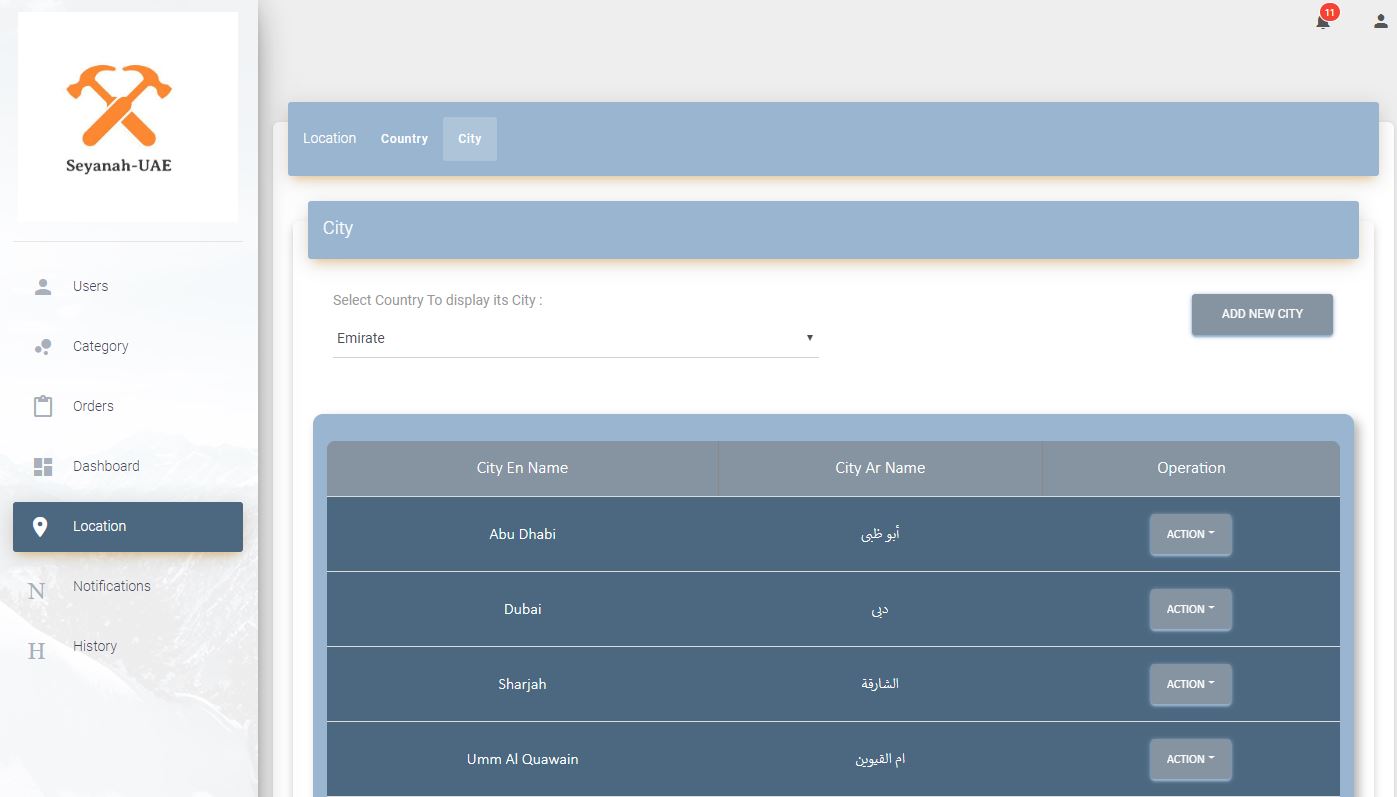 Seyanah-UAE
Users
Category
Orders
Dashboard
Location
N Notifications
H History
11
Location Country City
City
Select Country To display its City :
Emirate
ADD NEW CITY
City En Name City Ar Name Operation
Abu Dhabi أبو ظبى ACTION
Dubai دبى ACTION
Sharjah الشارقة ACTION
Umm Al Quawain ام القيوين ACTION